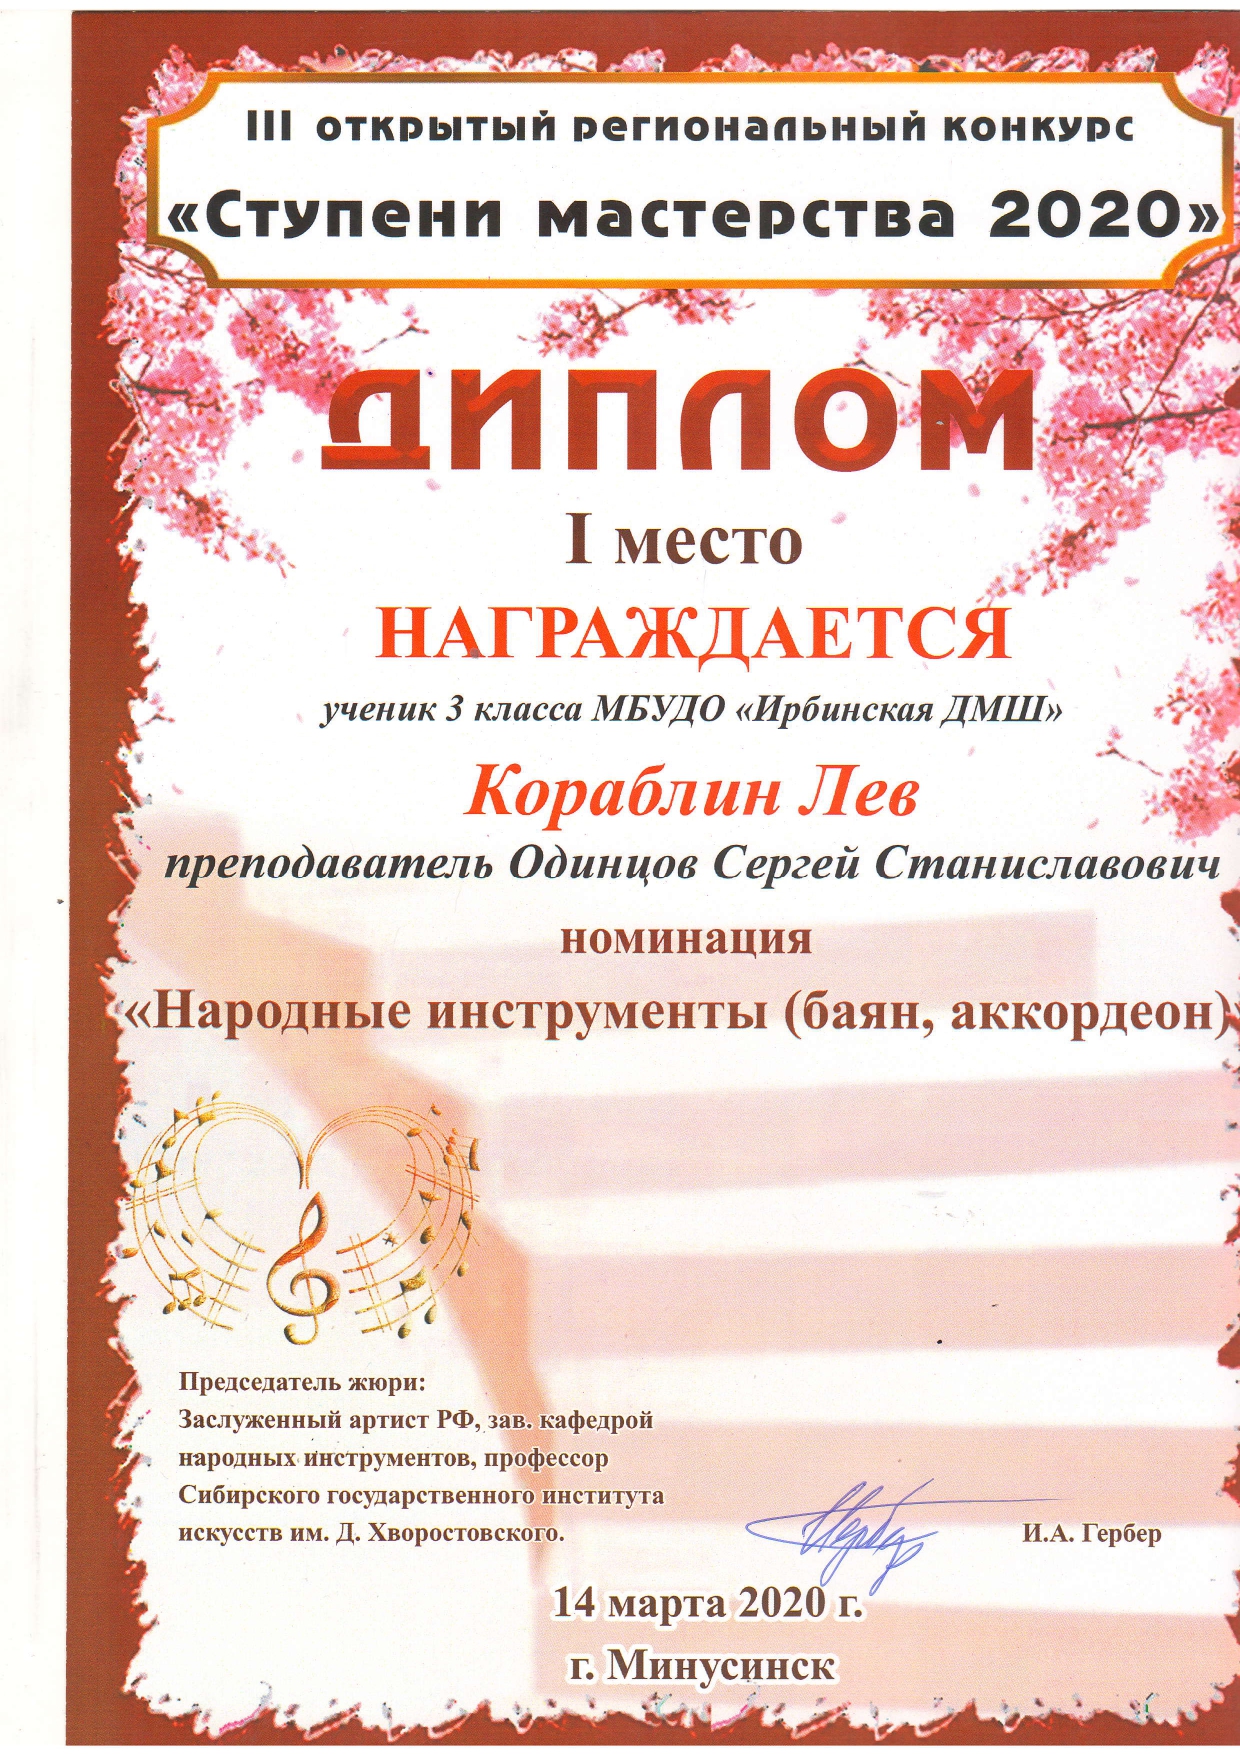 III открытый региональный конкурс
«Ступени мастерства 2020»
ДИПЛОМ
I место
НАГРАЖДАЕТСЯ
ученик 3 класса МБУДО «Ирбинская ДМШ»
Кораблин Лев
преподаватель Одинцов Сергей Станиславович
номинация
«Народные инструменты (баян, аккордеон)»
Председатель жюри:
Заслуженный артист РФ, зав. кафедрой
народных инструментов, профессор
Сибирского государственного института
искусств им. Д. Хворостовского.
И.А. Гербер
14 марта 2020 г.
г. Минусинск